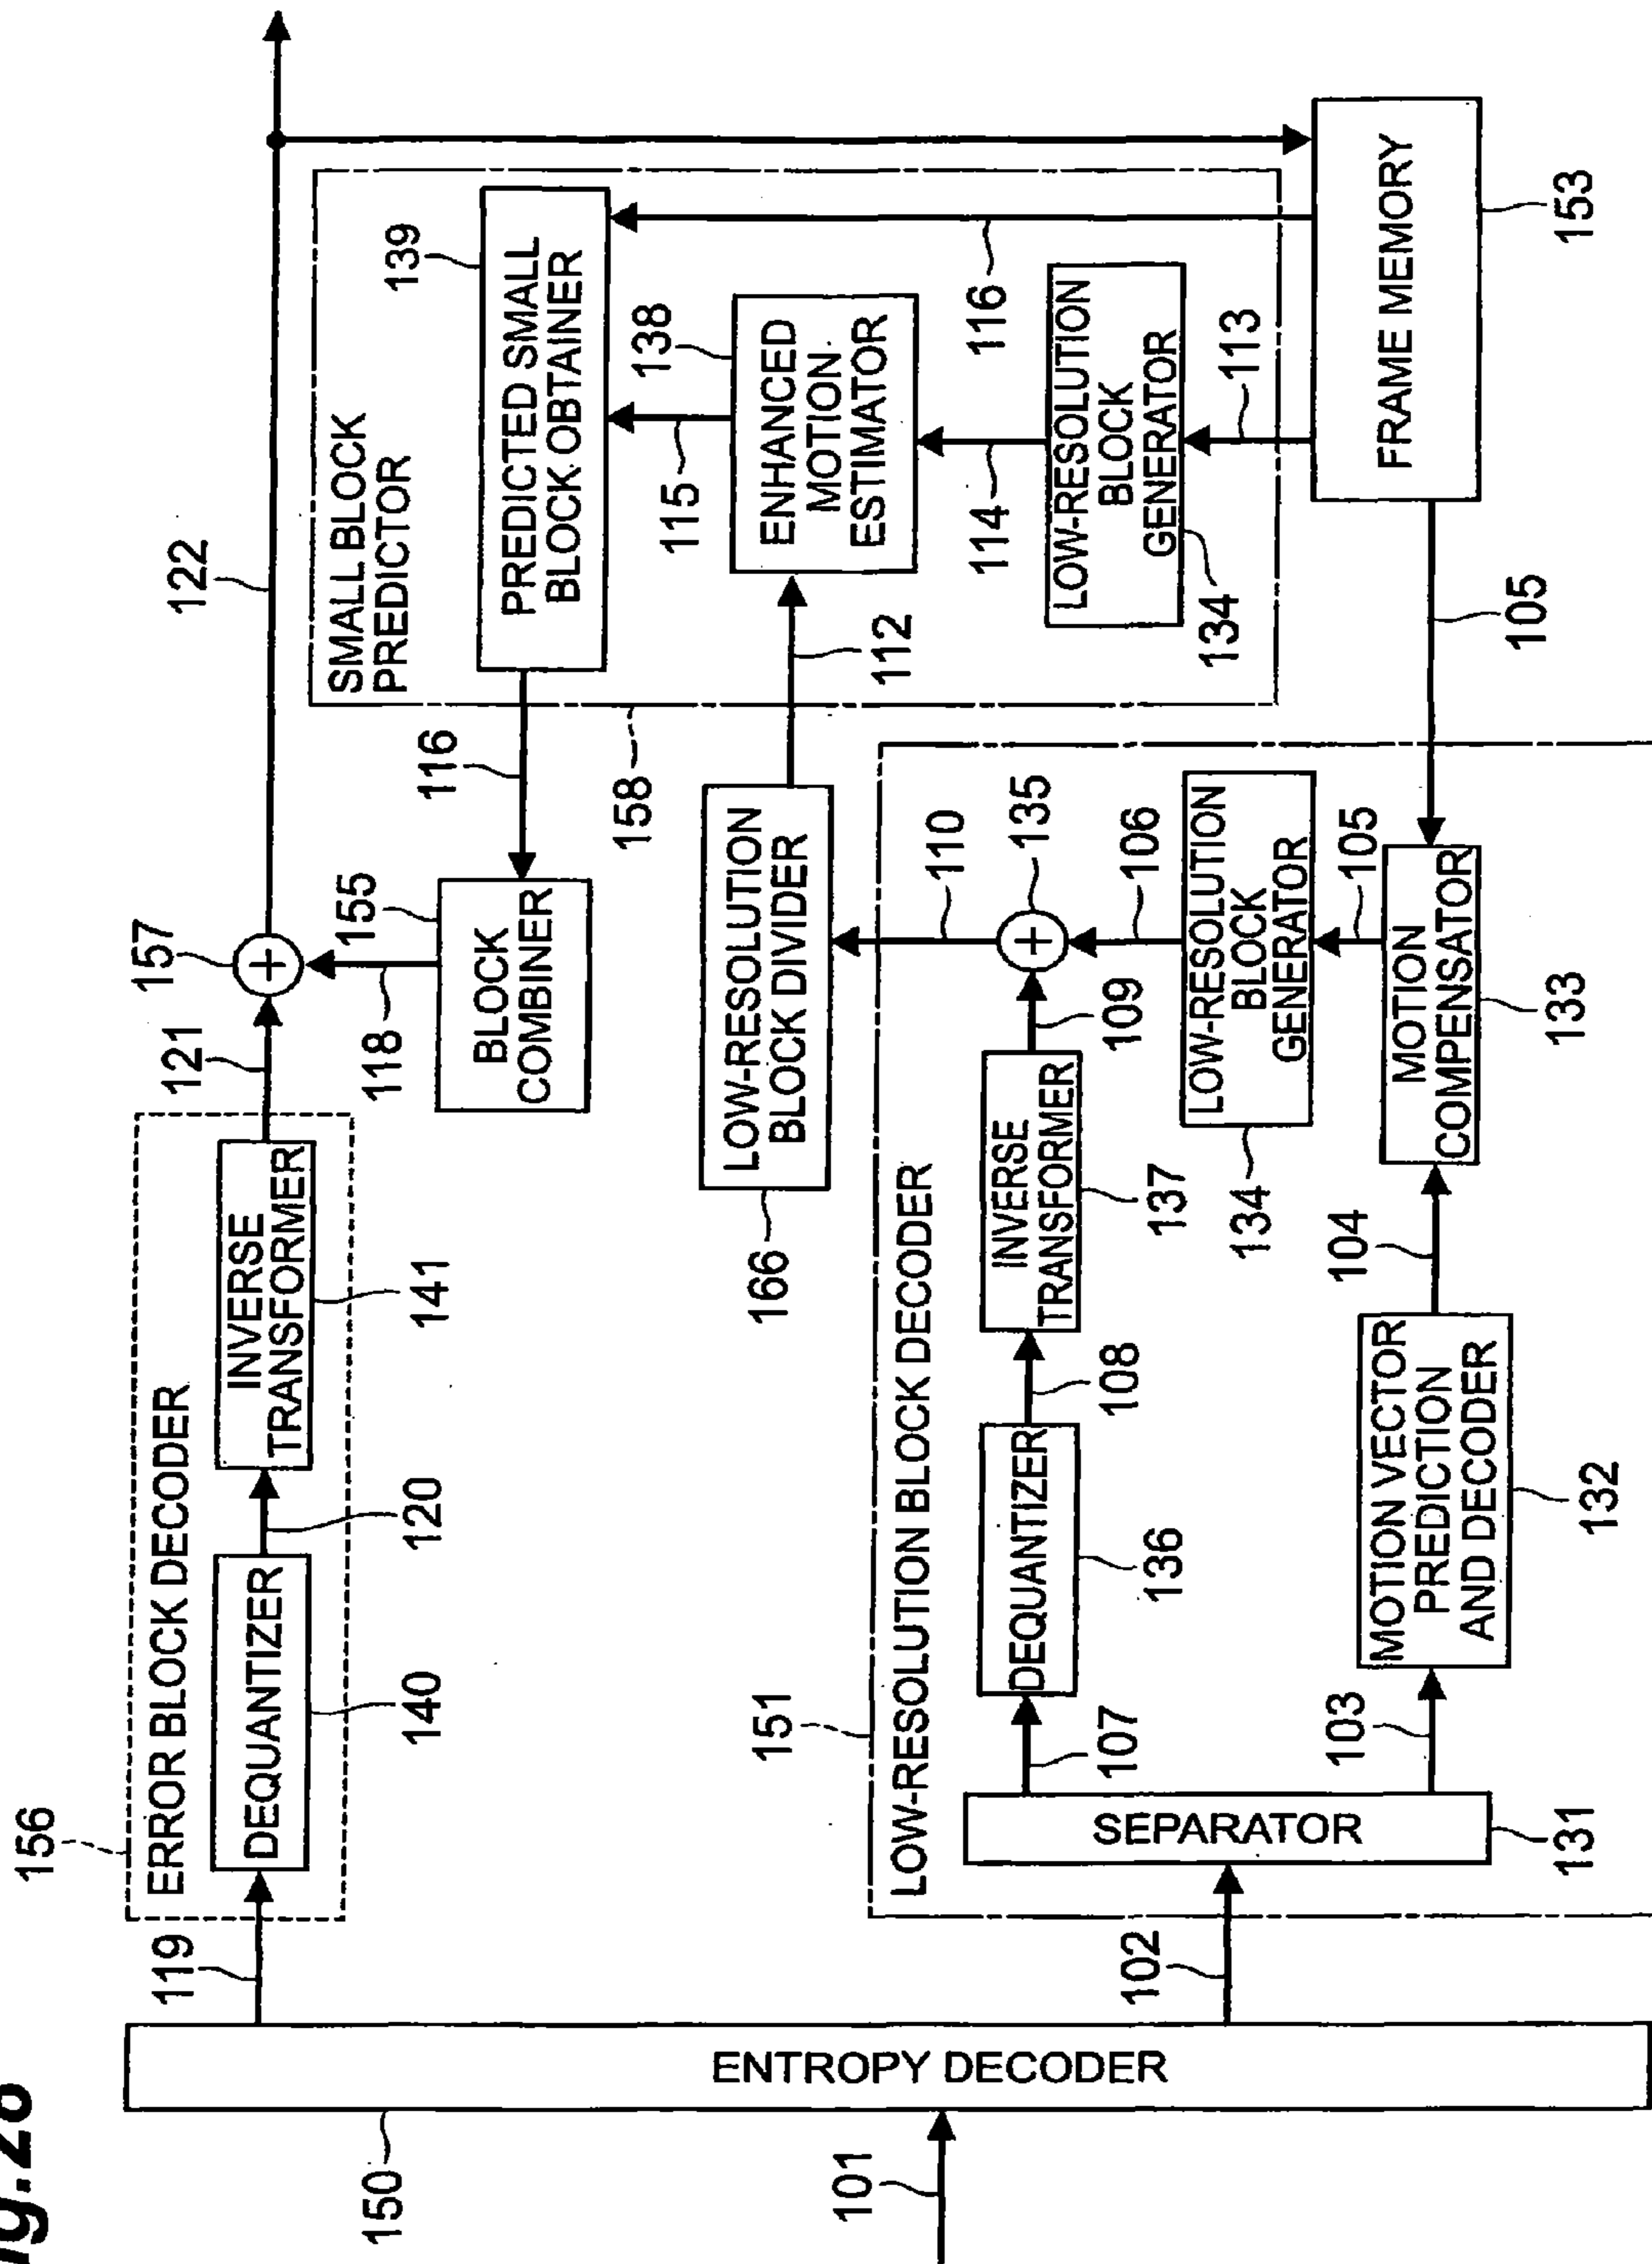 156
122
119
ERROR BLOCK DECODER
DEQUANTIZER
140
120
INVERSE
TRANSFORMER
141
121
157
118
155
BLOCK
COMBINER
116
SMALL BLOCK
PREDICTOR
158
139
PREDICTED SMALL
BLOCK OBTAINER
115
138
ENHANCED
MOTION
ESTIMATOR
112
114
116
LOW-RESOLUTION
BLOCK
GENERATOR
134
113
FRAME MEMORY
153
105
166
LOW-RESOLUTION
BLOCK DIVIDER
110
151
LOW-RESOLUTION BLOCK DECODER
107
DEQUANTIZER
136
108
INVERSE
TRANSFORMER
137
109
135
106
LOW-RESOLUTION
BLOCK
GENERATOR
134
105
102
SEPARATOR
131
103
MOTION VECTOR
PREDICTION
AND DECODER
132
104
MOTION
COMPENSATOR
133
101
150
ENTROPY DECODER